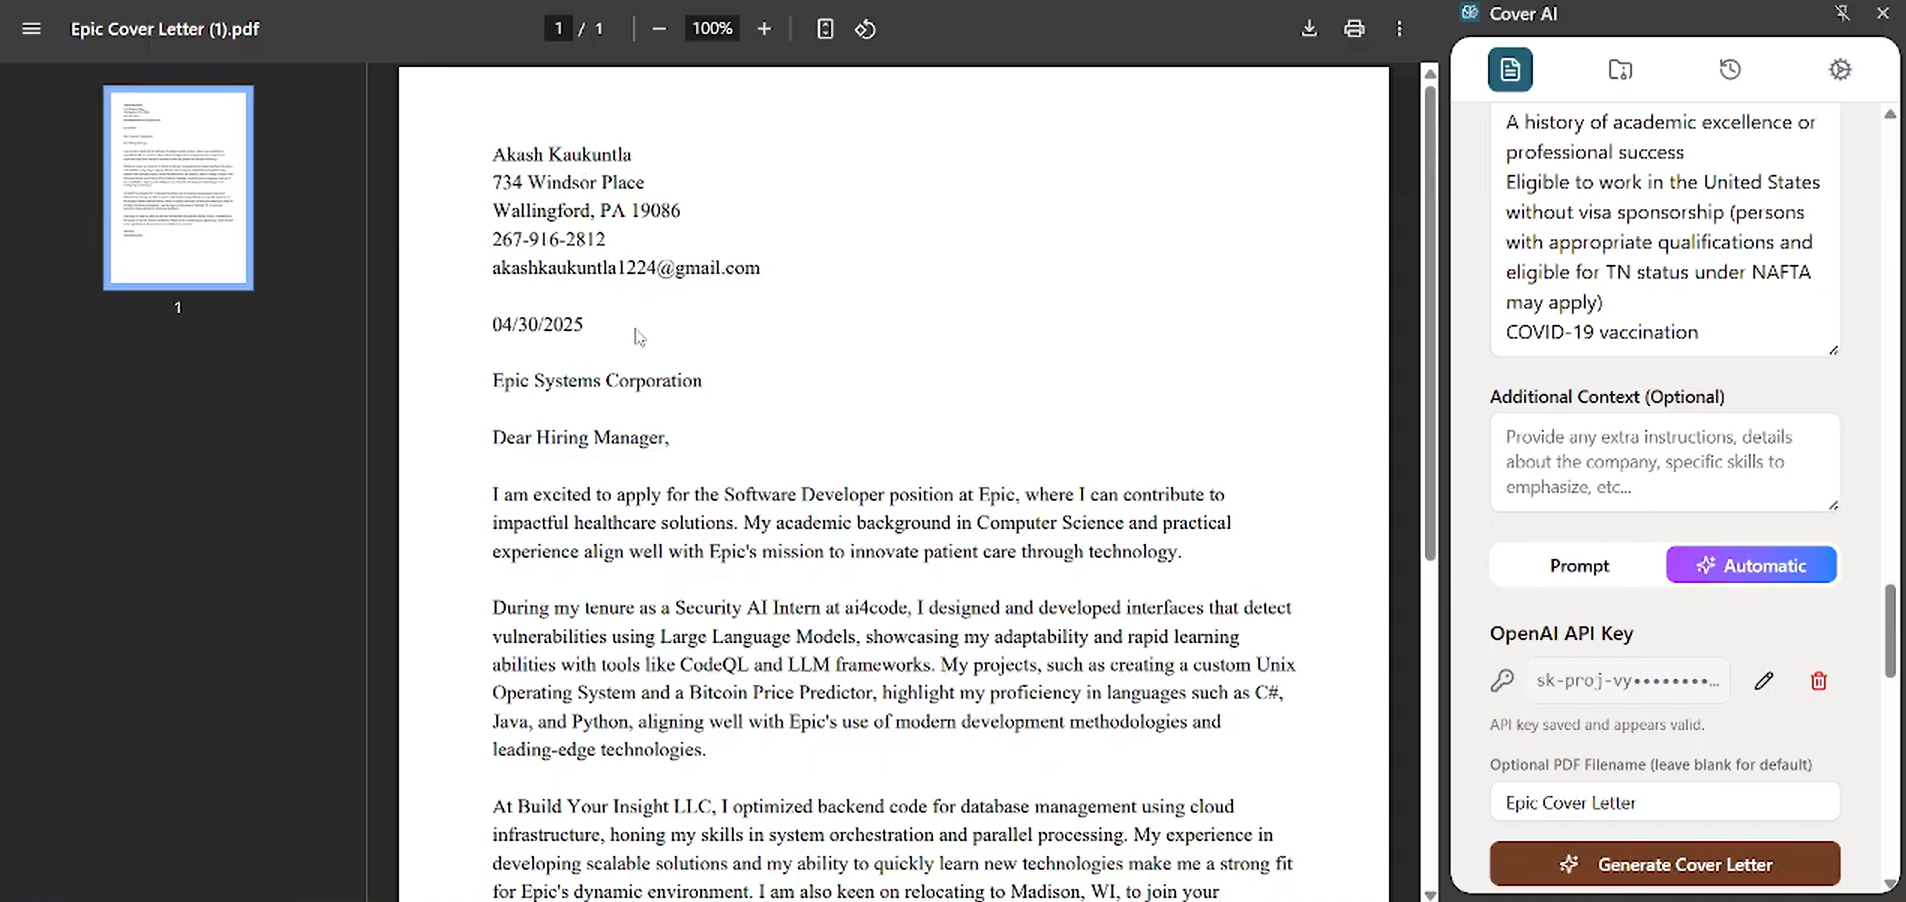 Epic Cover Letter (1).pdf
1 / 1
100%
1
Akash Kaukuntla
734 Windsor Place
Wallingford, PA 19086
267-916-2812
akashkaukuntla1224@gmail.com
04/30/2025
Epic Systems Corporation
Dear Hiring Manager,
I am excited to apply for the Software Developer position at Epic, where I can contribute to
impactful healthcare solutions. My academic background in Computer Science and practical
experience align well with Epic's mission to innovate patient care through technology.
During my tenure as a Security AI Intern at ai4code, I designed and developed interfaces that detect
vulnerabilities using Large Language Models, showcasing my adaptability and rapid learning
abilities with tools like CodeQL and LLM frameworks. My projects, such as creating a custom Unix
Operating System and a Bitcoin Price Predictor, highlight my proficiency in languages such as C#,
Java, and Python, aligning well with Epic's use of modern development methodologies and
leading-edge technologies.
At Build Your Insight LLC, I optimized backend code for database management using cloud
infrastructure, honing my skills in system orchestration and parallel processing. My experience in
developing scalable solutions and my ability to quickly learn new technologies make me a strong fit
for Epic's dynamic environment. I am also keen on relocating to Madison, WI, to join your
Cover AI
A history of academic excellence or
professional success
Eligible to work in the United States
without visa sponsorship (persons
with appropriate qualifications and
eligible for TN status under NAFTA
may apply)
COVID-19 vaccination
Additional Context (Optional)
Provide any extra instructions, details
about the company, specific skills to
emphasize, etc...
Prompt
Automatic
OpenAI API Key
sk-proj-vy••••••••...
API key saved and appears valid.
Optional PDF Filename (leave blank for default)
Epic Cover Letter
Generate Cover Letter